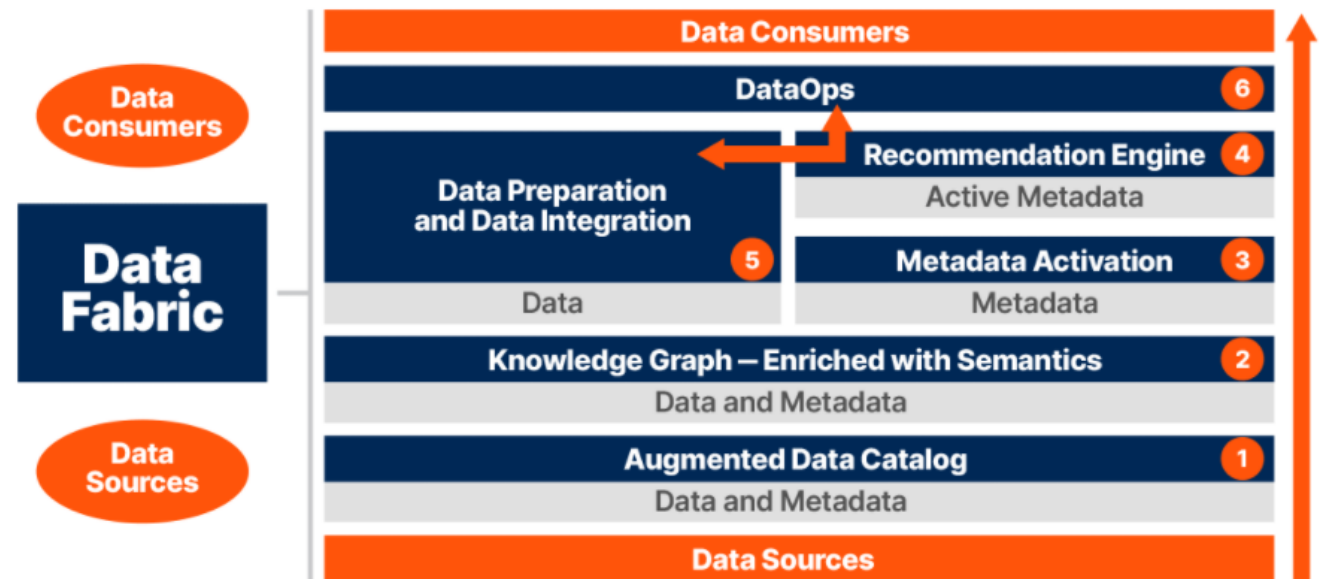 Data Consumers
Data
Consumers
DataOps
6
Recommendation Engine
4
Active Metadata
Data Preparation
and Data Integration
5
Data
Metadata Activation
3
Metadata
Data
Fabric
Knowledge Graph – Enriched with Semantics
2
Data and Metadata
Data
Sources
Augmented Data Catalog
1
Data and Metadata
Data Sources